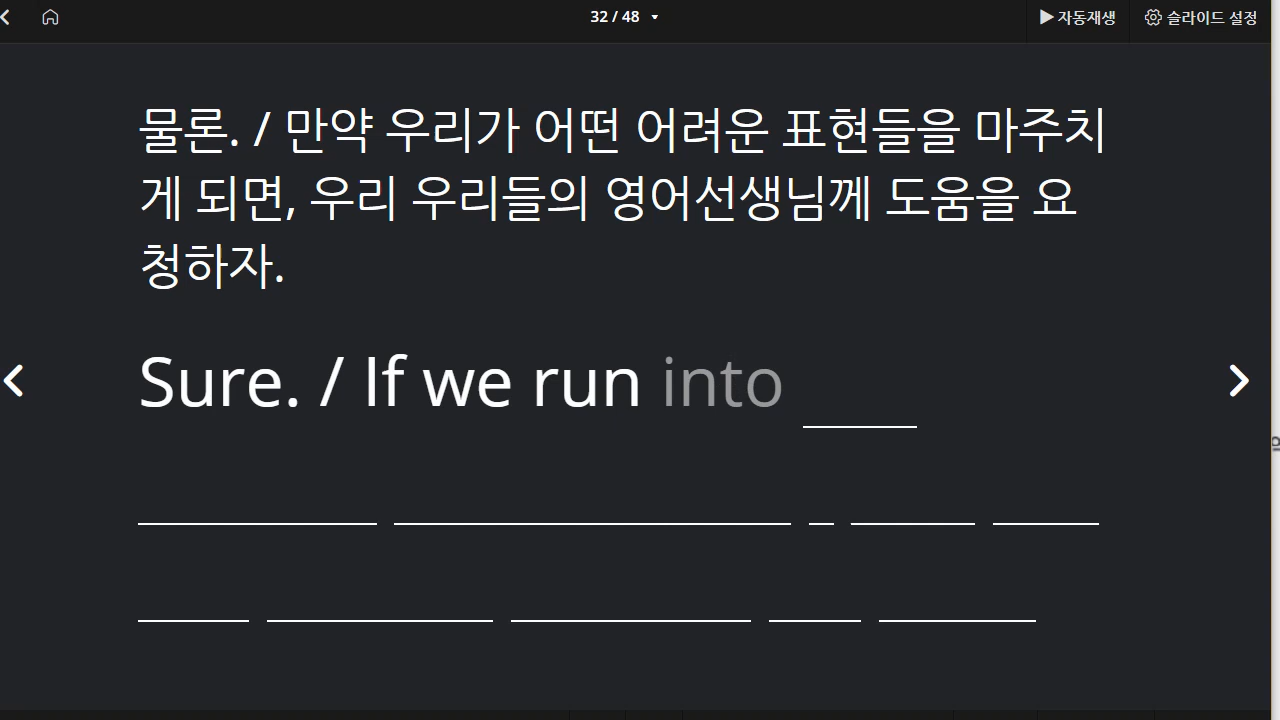 32 / 48
자동재생
슬라이드 설정
물론. / 만약 우리가 어떤 어려운 표현들을 마주치
게 되면, 우리 우리들의 영어선생님께 도움을 요
청하자.
Sure. / If we run into